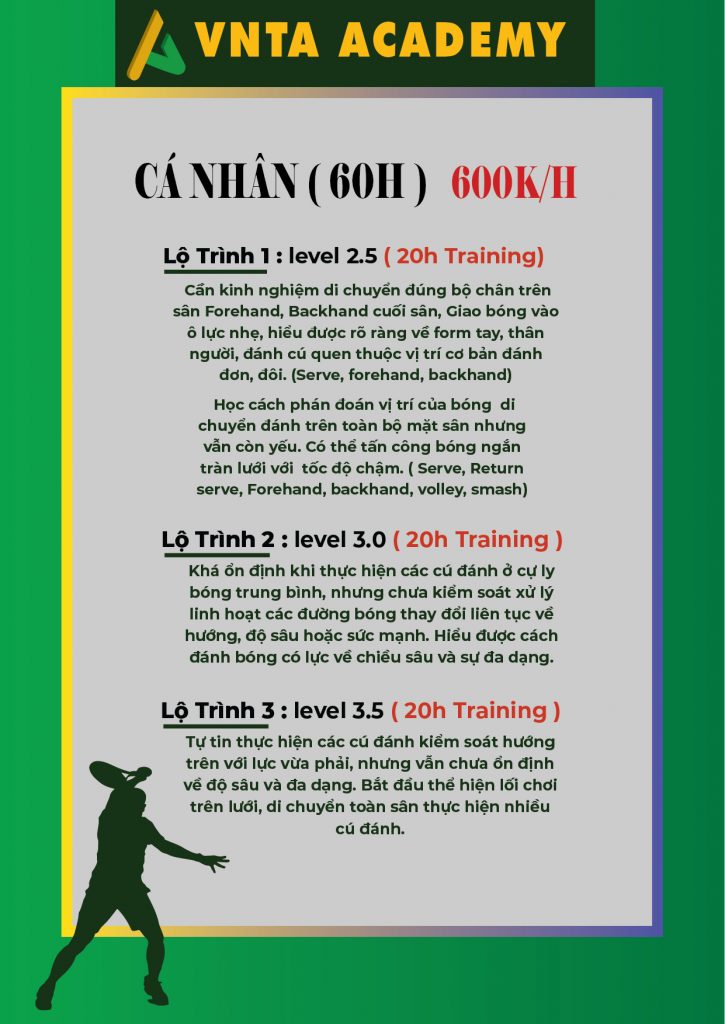 VNTA ACADEMY
CÁ NHÂN ( 60H ) 600K/H
Lộ Trình 1 : level 2.5 ( 20h Training)
Cần kinh nghiệm di chuyển đúng bộ chân trên
sân Forehand, Backhand cuối sân, Giao bóng vào
ô lực nhẹ, hiểu được rõ ràng về form tay, thân
người, đánh cú quen thuộc vị trí cơ bản đánh
đơn, đôi. (Serve, forehand, backhand)
Học cách phán đoán vị trí của bóng di
chuyển đánh trên toàn bộ mặt sân nhưng
vẫn còn yếu. Có thể tấn công bóng ngắn
tràn lưới với tốc độ chậm. ( Serve, Return
serve, Forehand, backhand, volley, smash)
Lộ Trình 2 : level 3.0 ( 20h Training )
Khá ổn định khi thực hiện các cú đánh ở cự ly
bóng trung bình, nhưng chưa kiểm soát xử lý
linh hoạt các đường bóng thay đổi liên tục về
hướng, độ sâu hoặc sức mạnh. Hiểu được cách
đánh bóng có lực về chiều sâu và sự đa dạng.
Lộ Trình 3 : level 3.5 ( 20h Training )
Tự tin thực hiện các cú đánh kiểm soát hướng
trên với lực vừa phải, nhưng vẫn chưa ổn định
về độ sâu và đa dạng. Bắt đầu thể hiện lối chơi
trên lưới, di chuyển toàn sân thực hiện nhiều
cú đánh.